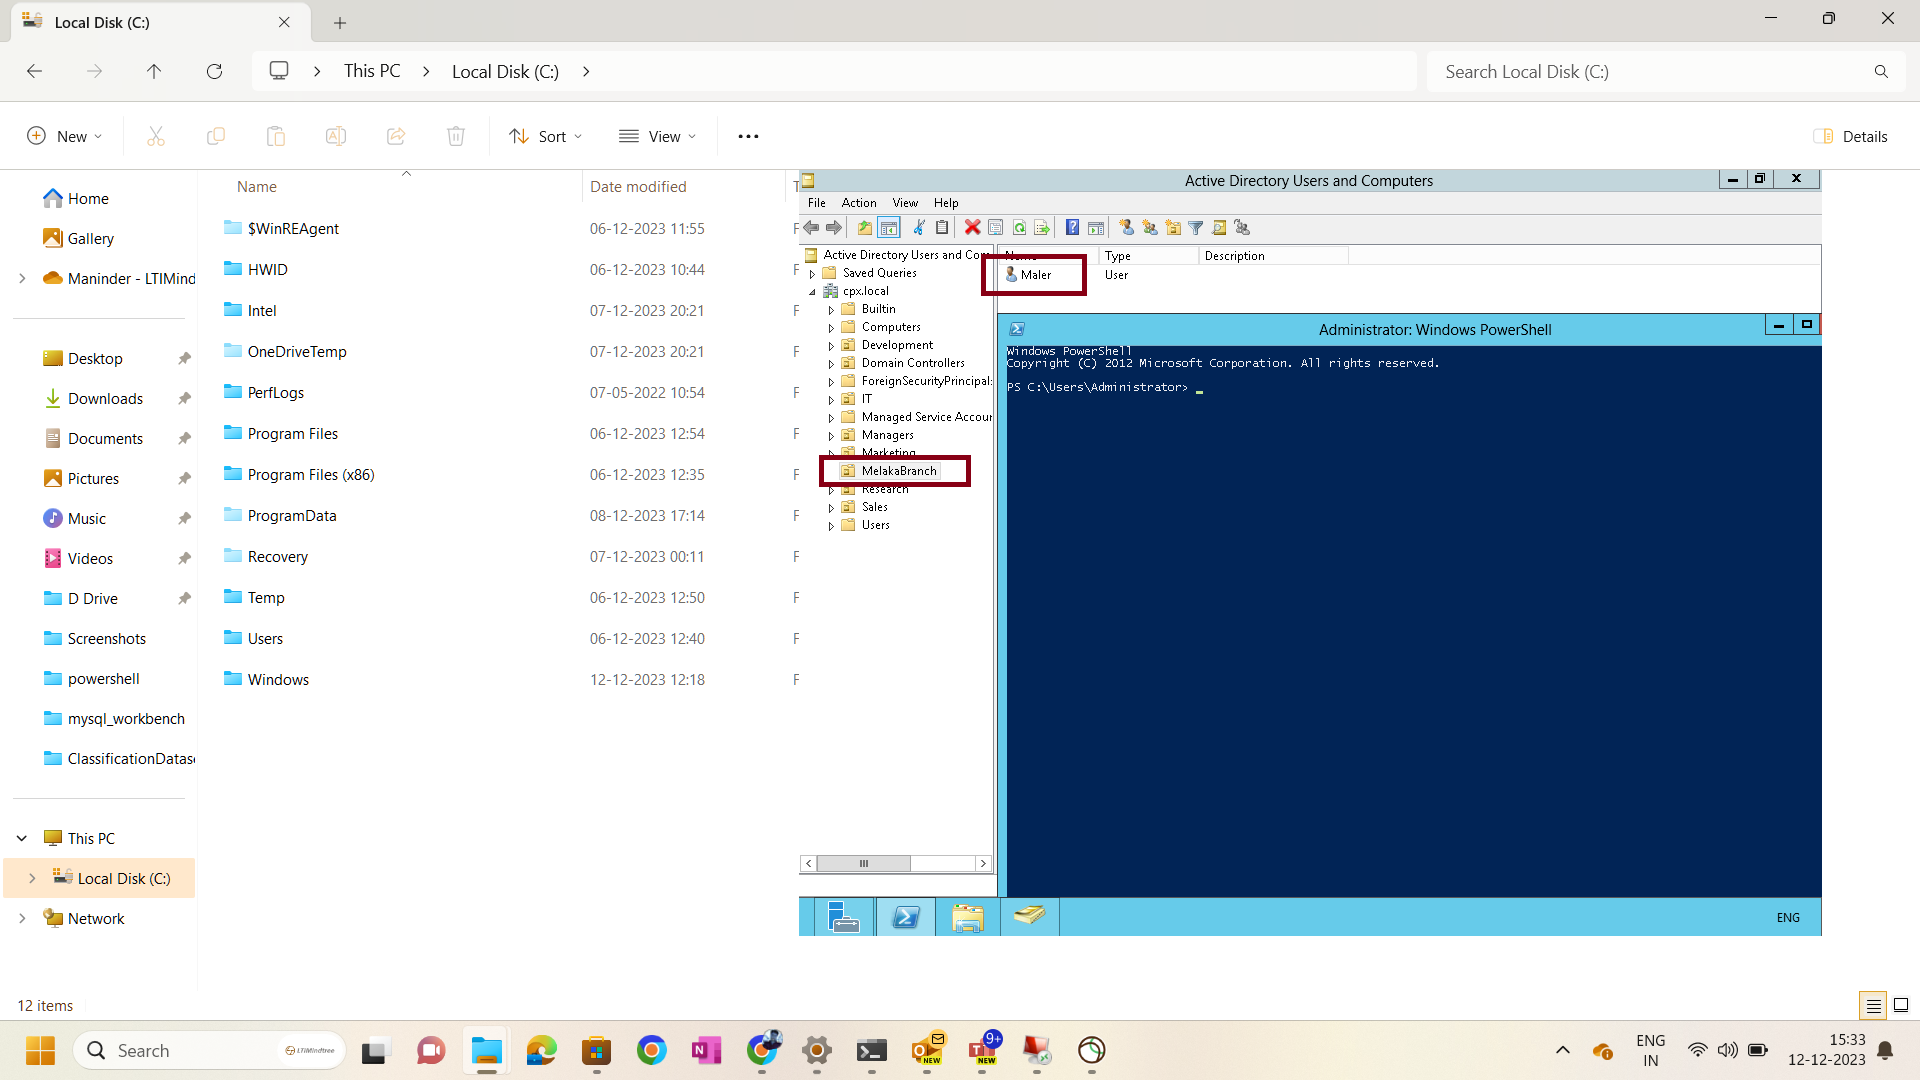 Local Disk (C:)
This PC
Local Disk (C:)
Search Local Disk (C:)
New
Sort
View
Details
Home
Gallery
Maninder - LTIMind
Desktop
Downloads
Documents
Pictures
Music
Videos
D Drive
Screenshots
powershell
mysql_workbench
ClassificationDatas
This PC
Local Disk (C:)
Network
Name Date modified T
$WinREAgent 06-12-2023 11:55 F
HWID 06-12-2023 10:44 F
Intel 07-12-2023 20:21 F
OneDriveTemp 07-12-2023 20:21 F
PerfLogs 07-05-2022 10:54 F
Program Files 06-12-2023 12:54 F
Program Files (x86) 06-12-2023 12:35 F
ProgramData 08-12-2023 17:14 F
Recovery 07-12-2023 00:11 F
Temp 06-12-2023 12:50 F
Users 06-12-2023 12:40 F
Windows 12-12-2023 12:18 F
Active Directory Users and Computers
File Action View Help
Active Directory Users and Com
Saved Queries
cpx.local
Builtin
Computers
Development
Domain Controllers
ForeignSecurityPrincipals
IT
Managed Service Accoun
Managers
Marketing
MelakaBranch
Research
Sales
Users
Name Type Description
Maler User
Administrator: Windows PowerShell
Windows PowerShell
Copyright (C) 2012 Microsoft Corporation. All rights reserved.
PS C:\Users\Administrator> _
ENG
12 items
Search
LTIMindtree
NEW
9+
NEW
ENG
IN
15:33
12-12-2023